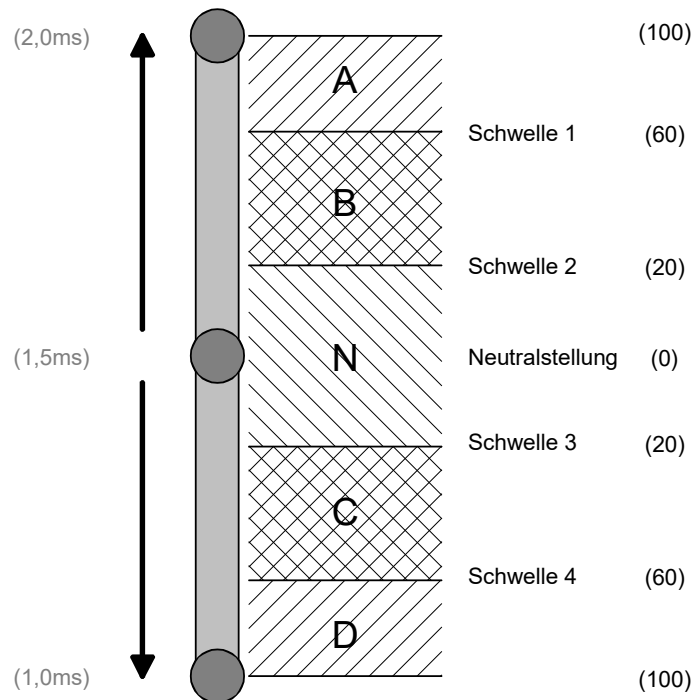 (2,0ms) (100)
A
Schwelle 1 (60)
B
Schwelle 2 (20)
(1,5ms) N Neutralstellung (0)
Schwelle 3 (20)
C
Schwelle 4 (60)
D
(1,0ms) (100)